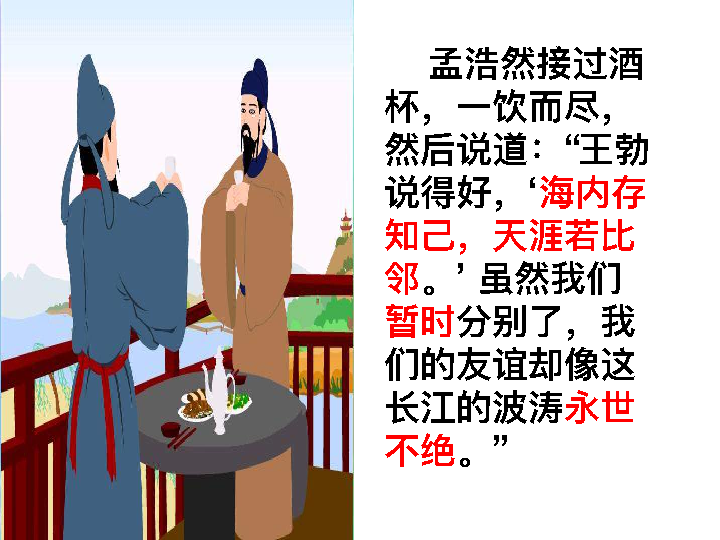 孟浩然接过酒
杯，一饮而尽，
然后说道：“王勃
说得好，‘海内存
知己，天涯若比
邻。’ 虽然我们
暂时分别了，我
们的友谊却像这
长江的波涛永世
不绝。”